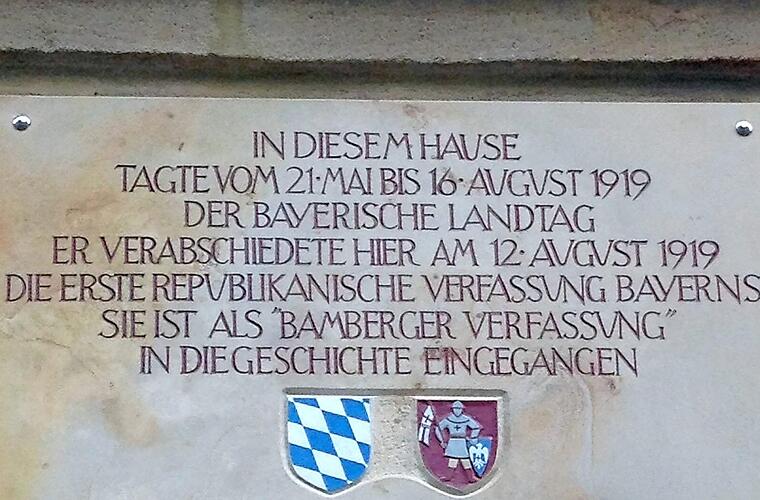 IN DIESEM HAUSE
TAGTE VOM 21·MAI BIS 16·AVGVST 1919
DER BAYERISCHE LANDTAG
ER VERABSCHIEDETE HIER AM 12·AVGVST 1919
DIE ERSTE REPVBLIKANISCHE VERFASSVNG BAYERNS
SIE IST ALS "BAMBERGER VERFASSVNG"
IN DIE GESCHICHTE EINGEGANGEN